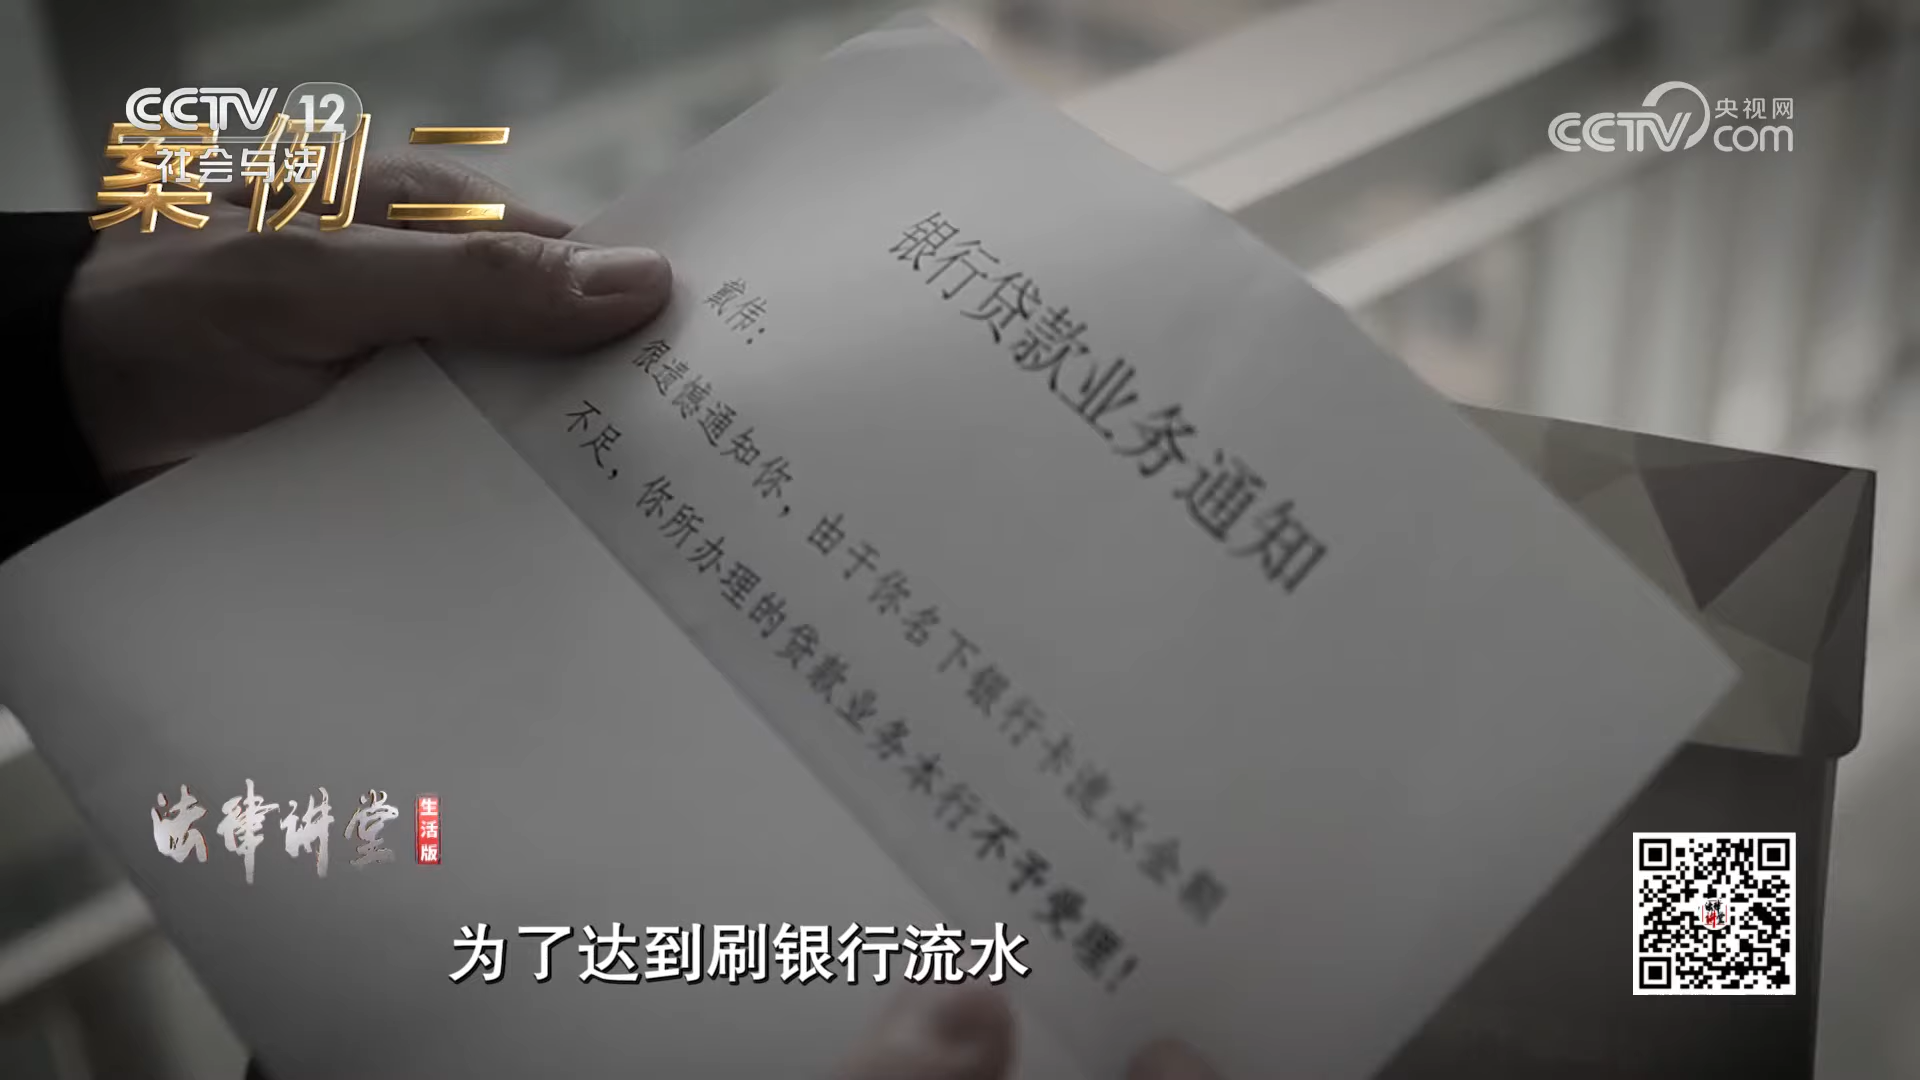 CCTV 12
社会与法
案例二
央视网
CCTV.com
银行贷款业务通知
戴伟：
很遗憾通知你，由于你名下银行卡流水金额
不足，你所办理的贷款业务本行不予受理！
法律讲堂
生活版
为了达到刷银行流水